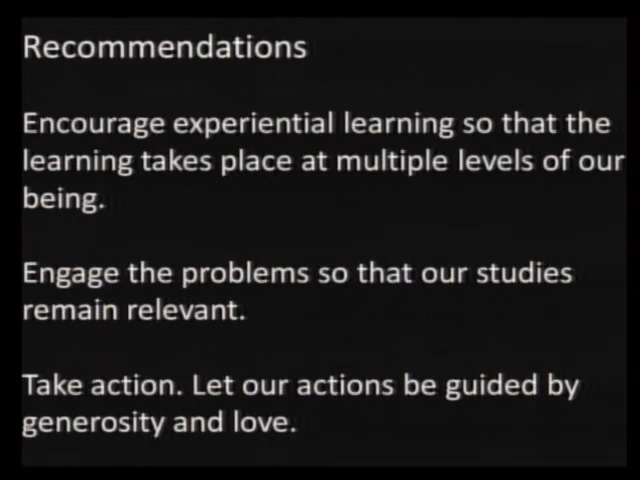 Recommendations
Encourage experiential learning so that the
learning takes place at multiple levels of our
being.
Engage the problems so that our studies
remain relevant.
Take action. Let our actions be guided by
generosity and love.